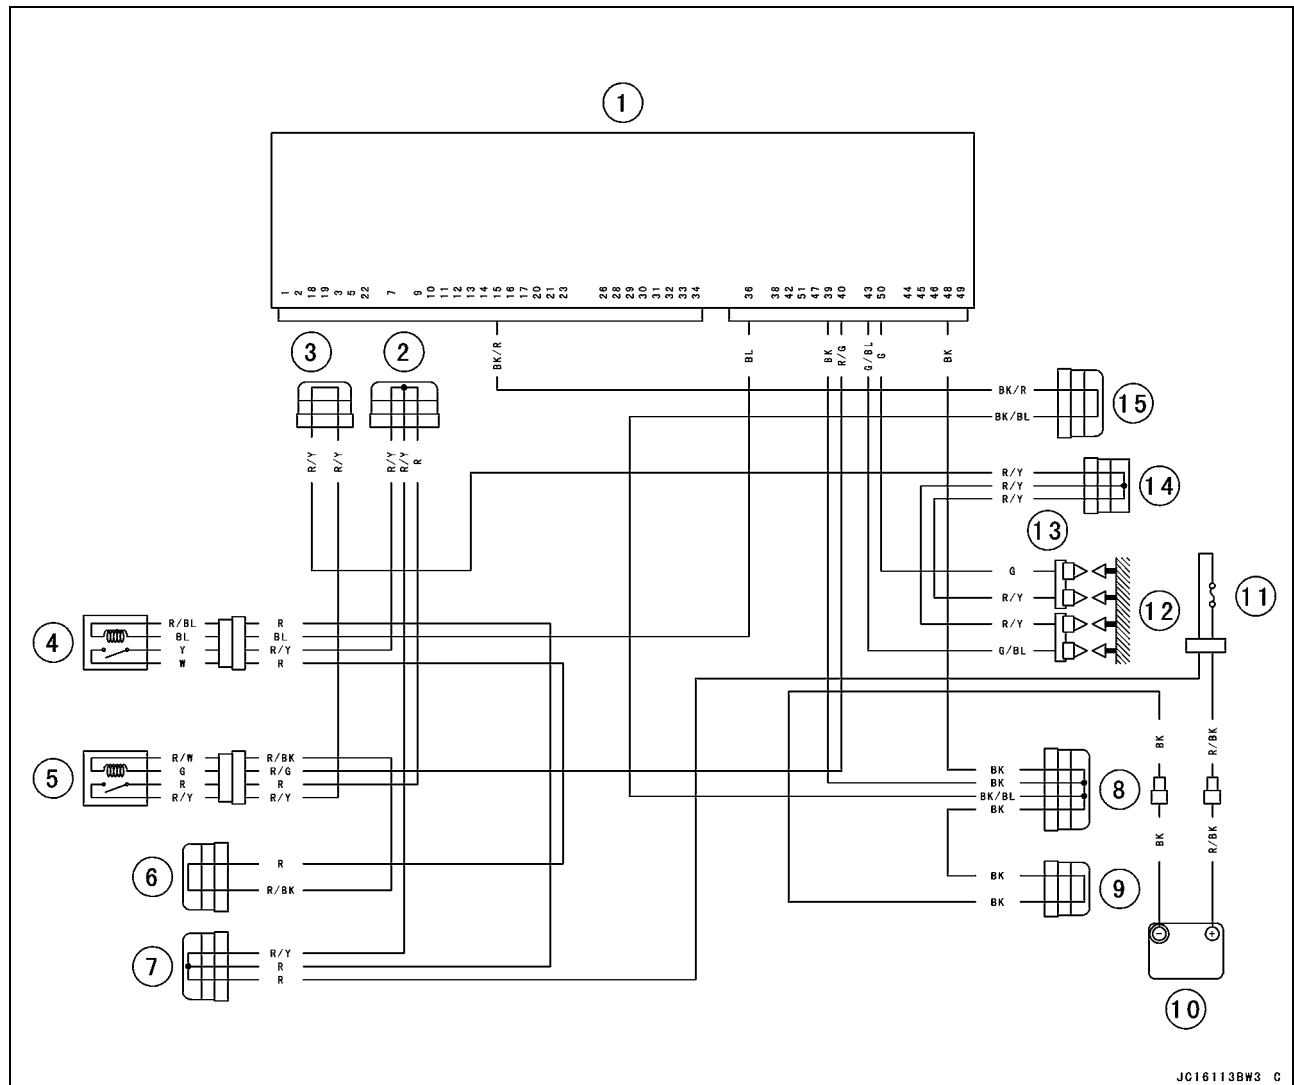 1
1 2 18 19 3 5 22 7 9 10 11 12 13 14 15 16 17 20 21 23 26 28 29 30 31 32 33 34 36 38 42 51 47 39 40 43 50 44 45 46 48 49
3
2
BK/R
BL
BK
R/G
G/BL
G
BK
BK/R
15
BK/BL
R/Y
R/Y
R/Y
R/Y
R
R/Y
R/Y
14
R/Y
13
G
R/Y
12
11
R/Y
G/BL
4
R/BL R
BL BL
Y R/Y
W R
BK
R/BK
5
R/W R/BK
G R/G
R R
R/Y R/Y
BK
BK
BK/BL
BK
8
BK
R/BK
6
R
R/BK
BK
BK
9
7
R/Y
R
R
− +
10
JC16113BW3 C